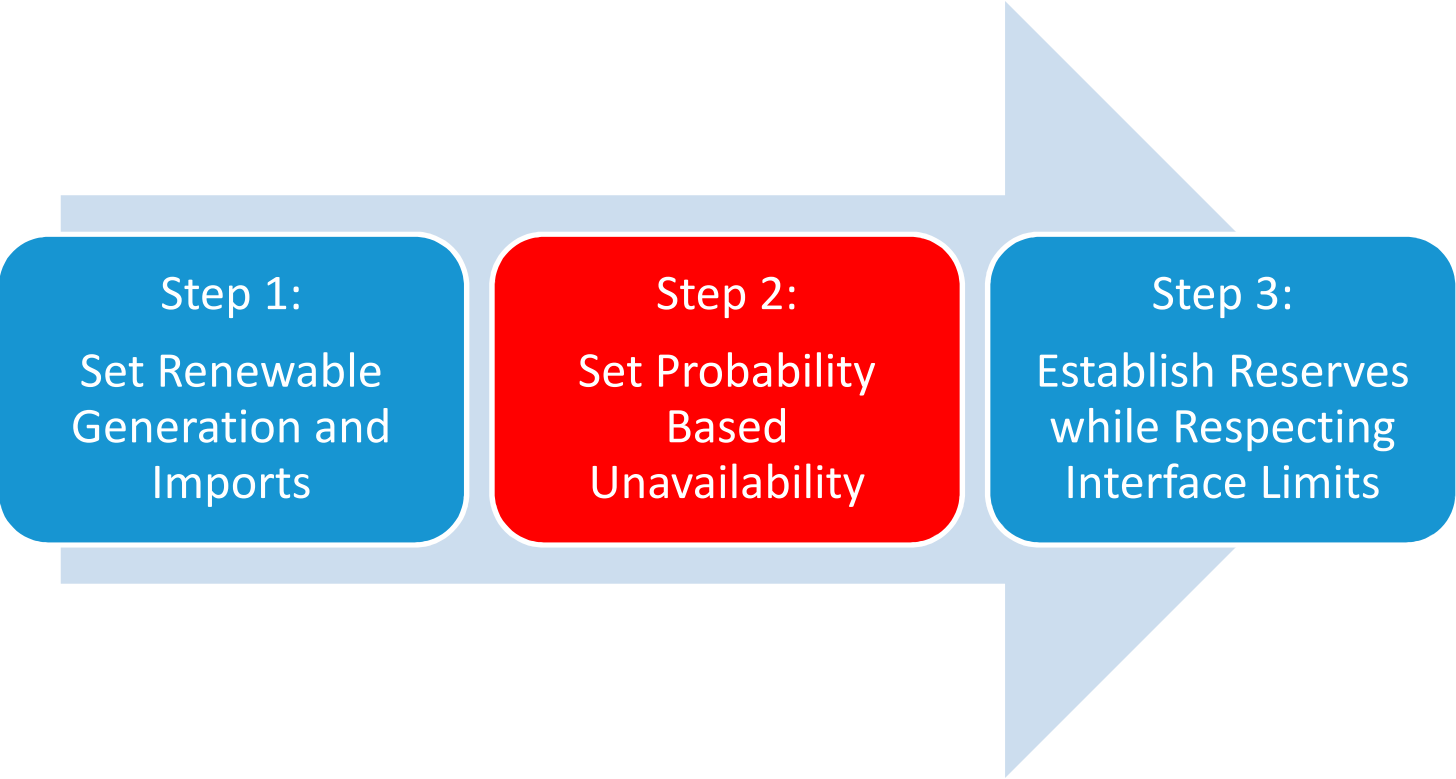 Step 1:
Set Renewable
Generation and
Imports
Step 2:
Set Probability
Based
Unavailability
Step 3:
Establish Reserves
while Respecting
Interface Limits